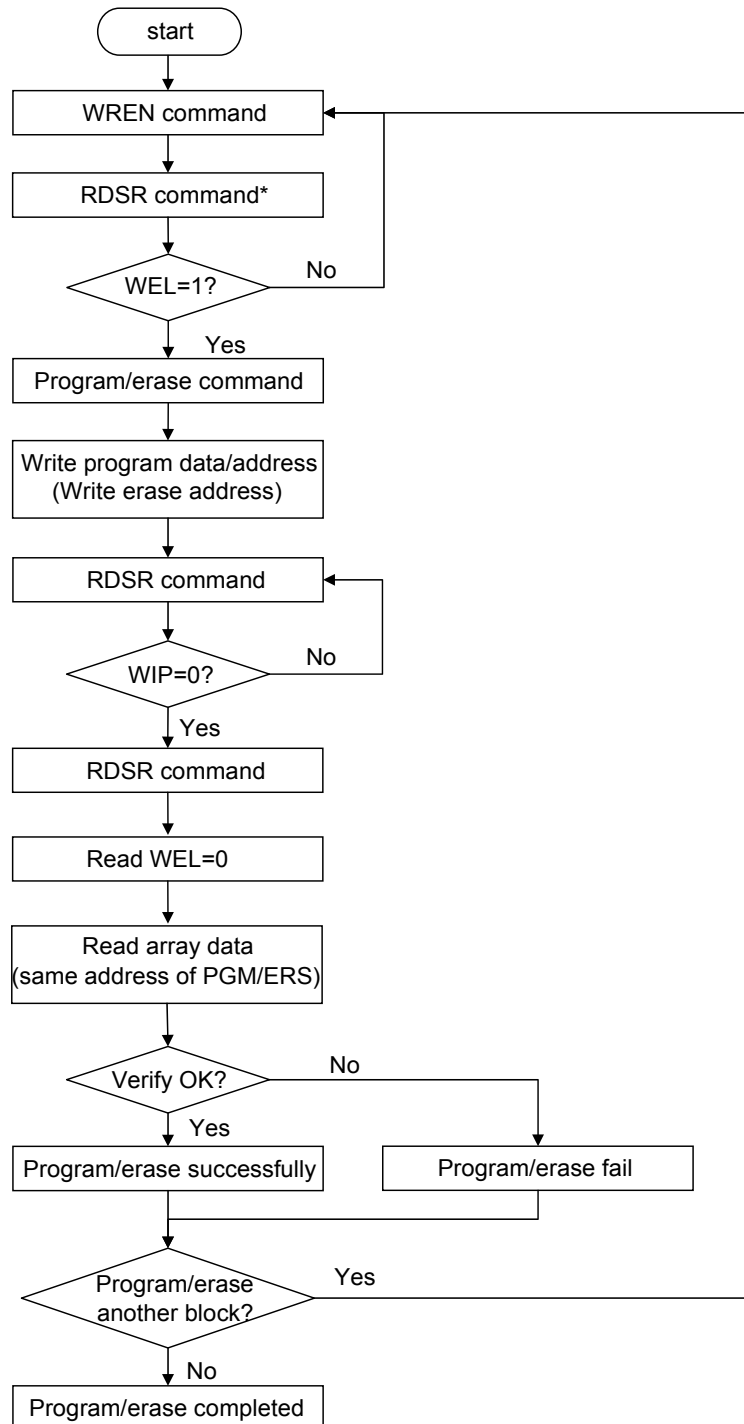 start
WREN command
RDSR command*
WEL=1?
No
Yes
Program/erase command
Write program data/address
(Write erase address)
RDSR command
WIP=0?
No
Yes
RDSR command
Read WEL=0
Read array data
(same address of PGM/ERS)
Verify OK?
No
Yes
Program/erase successfully
Program/erase fail
Program/erase
another block?
Yes
No
Program/erase completed